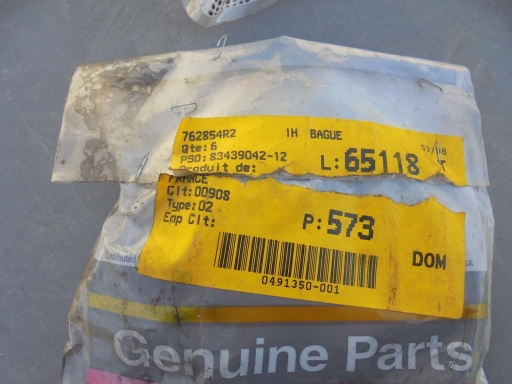 762854R2 IH BAGUE
Qte: 6
PSO: 83439042-12 L: 65118
Produit de:
FRANCE
Clt: 00908
Type: 02
Emp Clt: P: 573
DOM
0491350-001
Genuine Parts